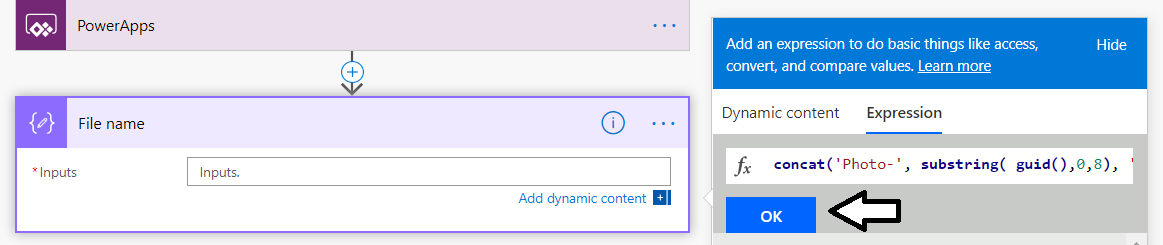 PowerApps
File name
*Inputs
Inputs.
Add dynamic content
Add an expression to do basic things like access,
convert, and compare values. Learn more
Hide
Dynamic content
Expression
fx concat('Photo-', substring( guid(),0,8), '
OK